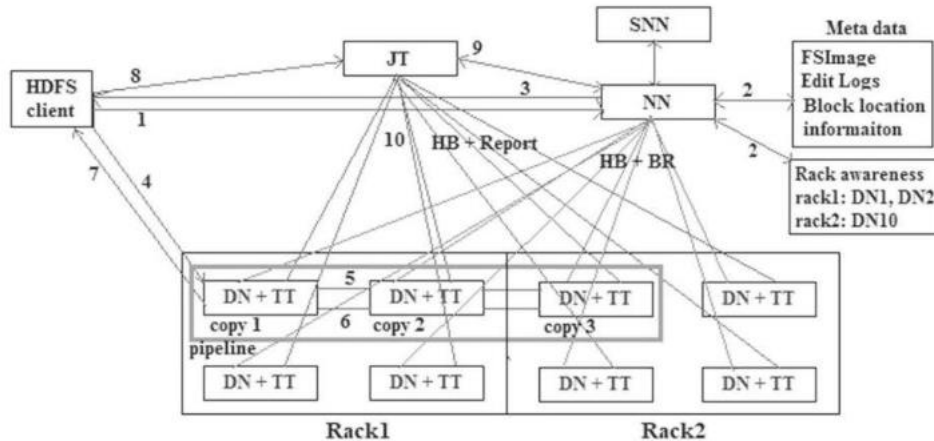 SNN
Meta data
JT
9
FSImage
Edit Logs
Block location
informaiton
HDFS
client
8
3
NN
2
1
10
HB + Report
HB + BR
2
7
4
Rack awareness
rack1: DN1, DN2
rack2: DN10
DN + TT
5
DN + TT
DN + TT
DN + TT
copy 1
6
copy 2
copy 3
pipeline
DN + TT
DN + TT
DN + TT
DN + TT
Rack1
Rack2